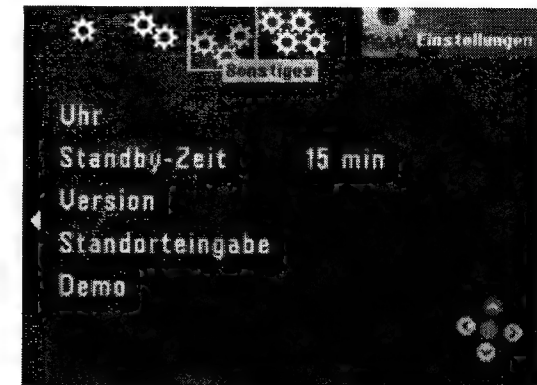 Einstellungen
Sonstiges
Uhr
Standby-Zeit 15 min
Version
Standorteingabe
Demo